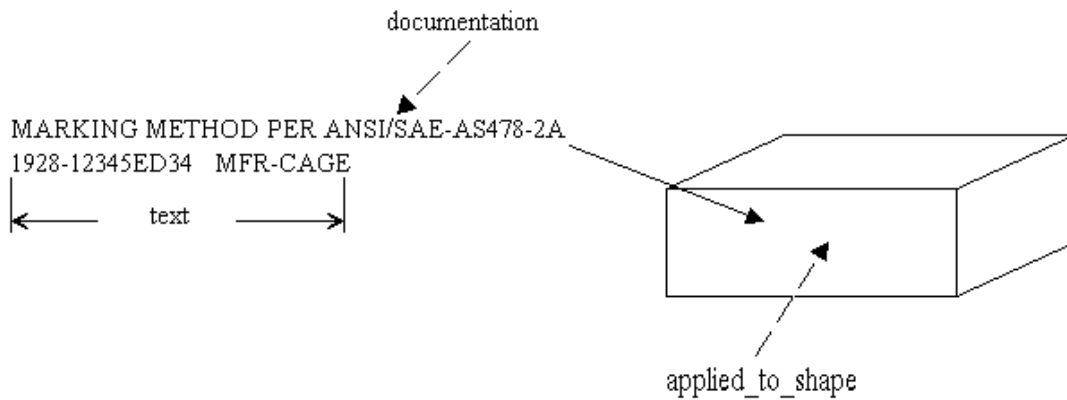 documentation
MARKING METHOD PER ANSI/SAE-AS478-2A
1928-12345ED34 MFR-CAGE
text
applied_to_shape